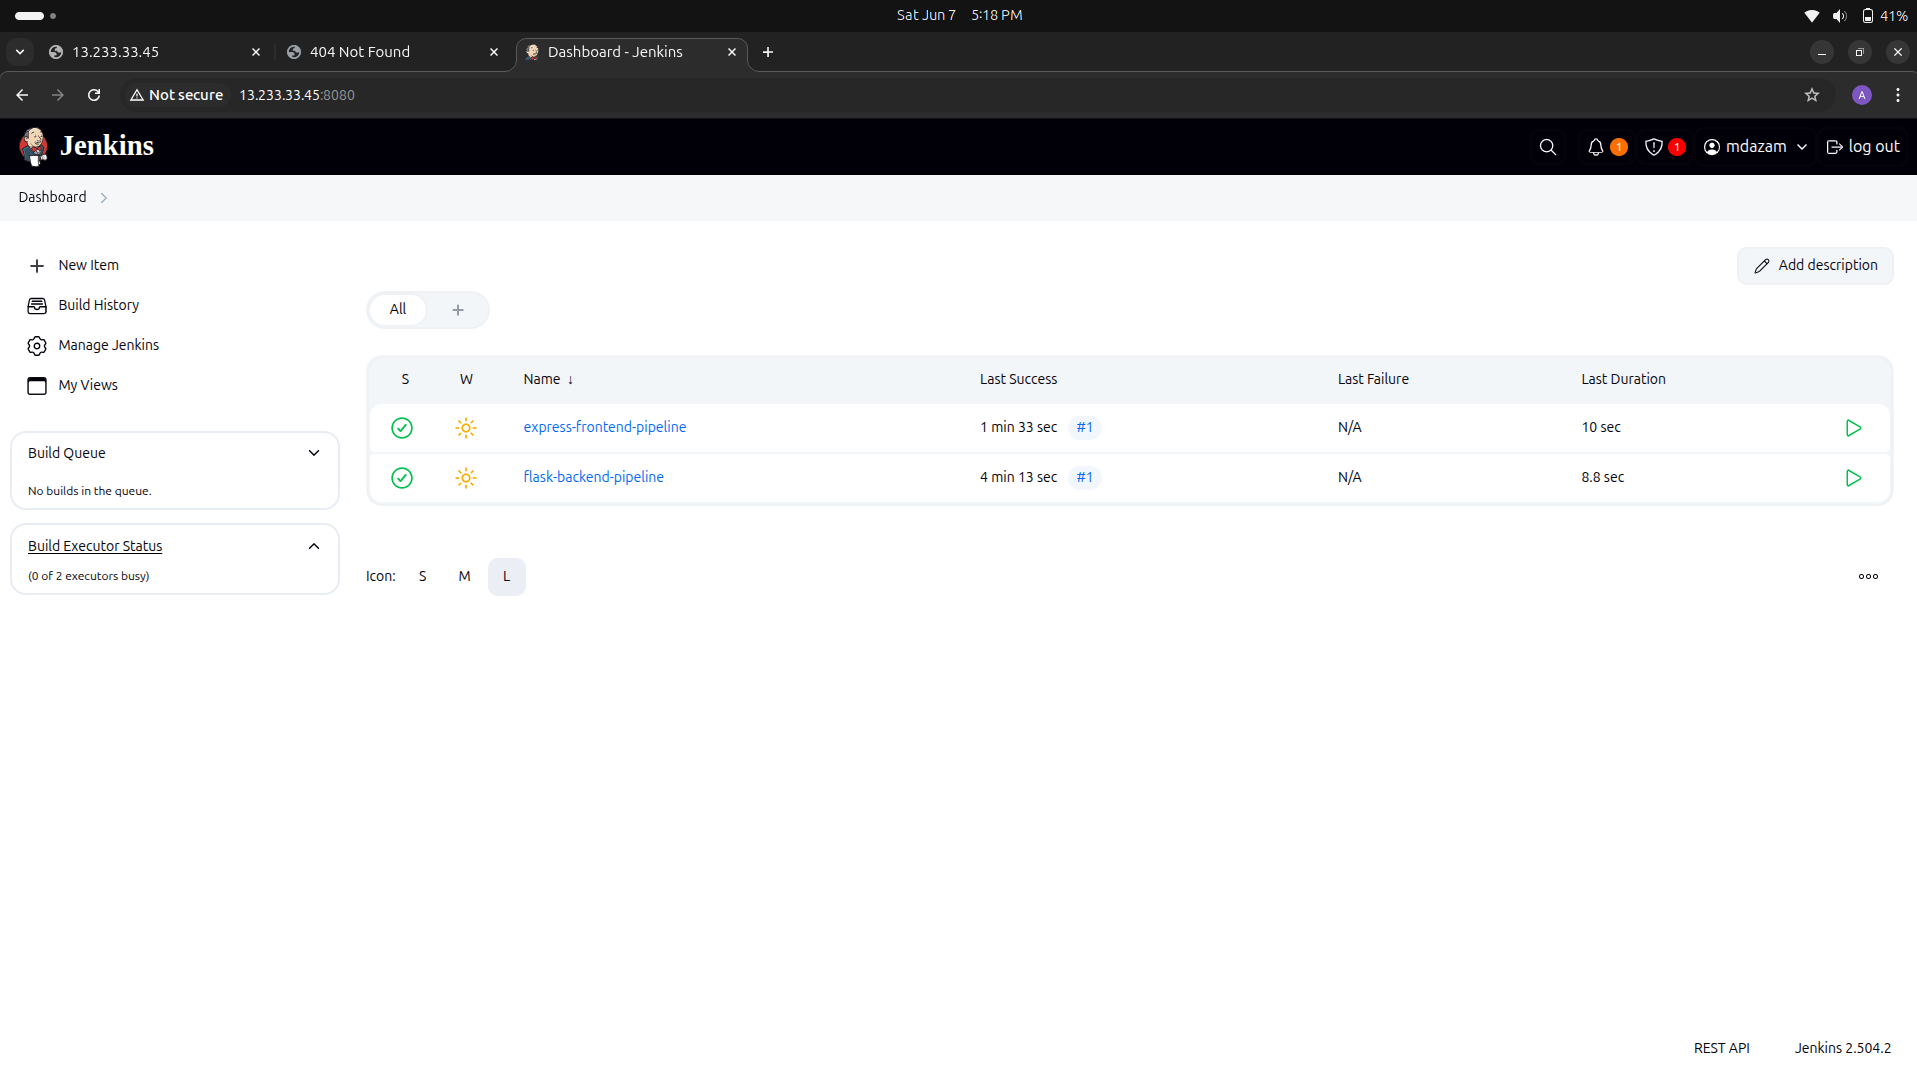 Sat Jun 7 5:18 PM
41%
13.233.33.45
404 Not Found
Dashboard - Jenkins
Not secure 13.233.33.45:8080
A
Jenkins
1
1
mdazam
log out
Dashboard
New Item
Build History
Manage Jenkins
My Views
Add description
All
S W Name ↓ Last Success Last Failure Last Duration
express-frontend-pipeline 1 min 33 sec #1 N/A 10 sec
flask-backend-pipeline 4 min 13 sec #1 N/A 8.8 sec
Build Queue
No builds in the queue.
Build Executor Status
(0 of 2 executors busy)
Icon: S M L
REST API Jenkins 2.504.2